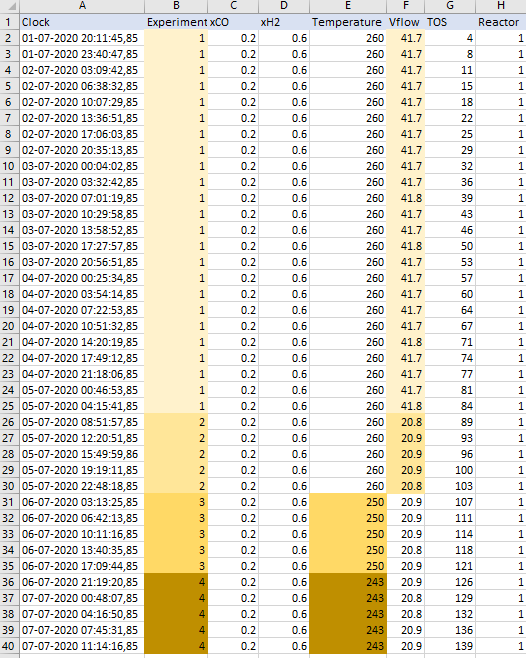 A B C D E F G H
1 Clock Experiment xCO xH2 Temperature Vflow TOS Reactor
2 01-07-2020 20:11:45,85 1 0.2 0.6 260 41.7 4 1
3 01-07-2020 23:40:47,85 1 0.2 0.6 260 41.7 8 1
4 02-07-2020 03:09:42,85 1 0.2 0.6 260 41.7 11 1
5 02-07-2020 06:38:32,85 1 0.2 0.6 260 41.7 15 1
6 02-07-2020 10:07:29,85 1 0.2 0.6 260 41.7 18 1
7 02-07-2020 13:36:51,85 1 0.2 0.6 260 41.7 22 1
8 02-07-2020 17:06:03,85 1 0.2 0.6 260 41.7 25 1
9 02-07-2020 20:35:13,85 1 0.2 0.6 260 41.7 29 1
10 03-07-2020 00:04:02,85 1 0.2 0.6 260 41.7 32 1
11 03-07-2020 03:32:42,85 1 0.2 0.6 260 41.7 36 1
12 03-07-2020 07:01:19,85 1 0.2 0.6 260 41.8 39 1
13 03-07-2020 10:29:58,85 1 0.2 0.6 260 41.7 43 1
14 03-07-2020 13:58:52,85 1 0.2 0.6 260 41.7 46 1
15 03-07-2020 17:27:57,85 1 0.2 0.6 260 41.8 50 1
16 03-07-2020 20:56:51,85 1 0.2 0.6 260 41.7 53 1
17 04-07-2020 00:25:34,85 1 0.2 0.6 260 41.7 57 1
18 04-07-2020 03:54:14,85 1 0.2 0.6 260 41.7 60 1
19 04-07-2020 07:22:53,85 1 0.2 0.6 260 41.7 64 1
20 04-07-2020 10:51:32,85 1 0.2 0.6 260 41.7 67 1
21 04-07-2020 14:20:19,85 1 0.2 0.6 260 41.8 71 1
22 04-07-2020 17:49:12,85 1 0.2 0.6 260 41.7 74 1
23 04-07-2020 21:18:06,85 1 0.2 0.6 260 41.7 77 1
24 05-07-2020 00:46:53,85 1 0.2 0.6 260 41.7 81 1
25 05-07-2020 04:15:41,85 1 0.2 0.6 260 41.8 84 1
26 05-07-2020 08:51:57,85 2 0.2 0.6 260 20.8 89 1
27 05-07-2020 12:20:51,85 2 0.2 0.6 260 20.9 93 1
28 05-07-2020 15:49:59,86 2 0.2 0.6 260 20.9 96 1
29 05-07-2020 19:19:11,85 2 0.2 0.6 260 20.9 100 1
30 05-07-2020 22:48:18,85 2 0.2 0.6 260 20.8 103 1
31 06-07-2020 03:13:25,85 3 0.2 0.6 250 20.9 107 1
32 06-07-2020 06:42:13,85 3 0.2 0.6 250 20.9 111 1
33 06-07-2020 10:11:16,85 3 0.2 0.6 250 20.9 114 1
34 06-07-2020 13:40:35,85 3 0.2 0.6 250 20.8 118 1
35 06-07-2020 17:09:44,85 3 0.2 0.6 250 20.9 121 1
36 06-07-2020 21:19:20,85 4 0.2 0.6 243 20.9 126 1
37 07-07-2020 00:48:07,85 4 0.2 0.6 243 20.8 129 1
38 07-07-2020 04:16:50,85 4 0.2 0.6 243 20.8 132 1
39 07-07-2020 07:45:31,85 4 0.2 0.6 243 20.9 136 1
40 07-07-2020 11:14:16,85 4 0.2 0.6 243 20.9 139 1